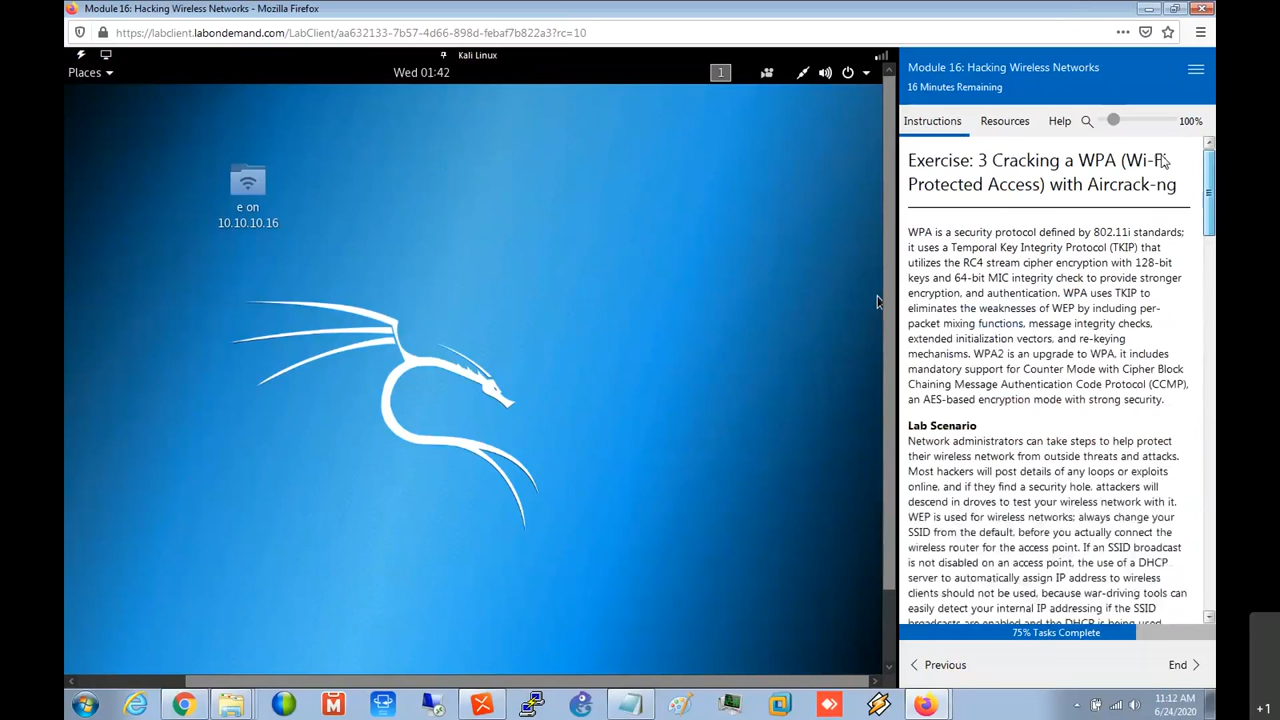 Module 16: Hacking Wireless Networks - Mozilla Firefox
https://labclient.labondemand.com/LabClient/aa632133-7b57-4d66-898d-febaf7b822a3?rc=10
Kali Linux
Places
Wed 01:42
1
e on
10.10.10.16
Module 16: Hacking Wireless Networks
16 Minutes Remaining
Instructions
Resources
Help
100%
Exercise: 3 Cracking a WPA (Wi-Fi
Protected Access) with Aircrack-ng
WPA is a security protocol defined by 802.11i standards;
it uses a Temporal Key Integrity Protocol (TKIP) that
utilizes the RC4 stream cipher encryption with 128-bit
keys and 64-bit MIC integrity check to provide stronger
encryption, and authentication. WPA uses TKIP to
eliminates the weaknesses of WEP by including per-
packet mixing functions, message integrity checks,
extended initialization vectors, and re-keying
mechanisms. WPA2 is an upgrade to WPA, it includes
mandatory support for Counter Mode with Cipher Block
Chaining Message Authentication Code Protocol (CCMP),
an AES-based encryption mode with strong security.
Lab Scenario
Network administrators can take steps to help protect
their wireless network from outside threats and attacks.
Most hackers will post details of any loops or exploits
online, and if they find a security hole, attackers will
descend in droves to test your wireless network with it.
WEP is used for wireless networks; always change your
SSID from the default, before you actually connect the
wireless router for the access point. If an SSID broadcast
is not disabled on an access point, the use of a DHCP
server to automatically assign IP address to wireless
clients should not be used, because war-driving tools can
easily detect your internal IP addressing if the SSID
broadcasts are enabled and the DHCP is being used
75% Tasks Complete
Previous
End
11:12 AM
6/24/2020
+1